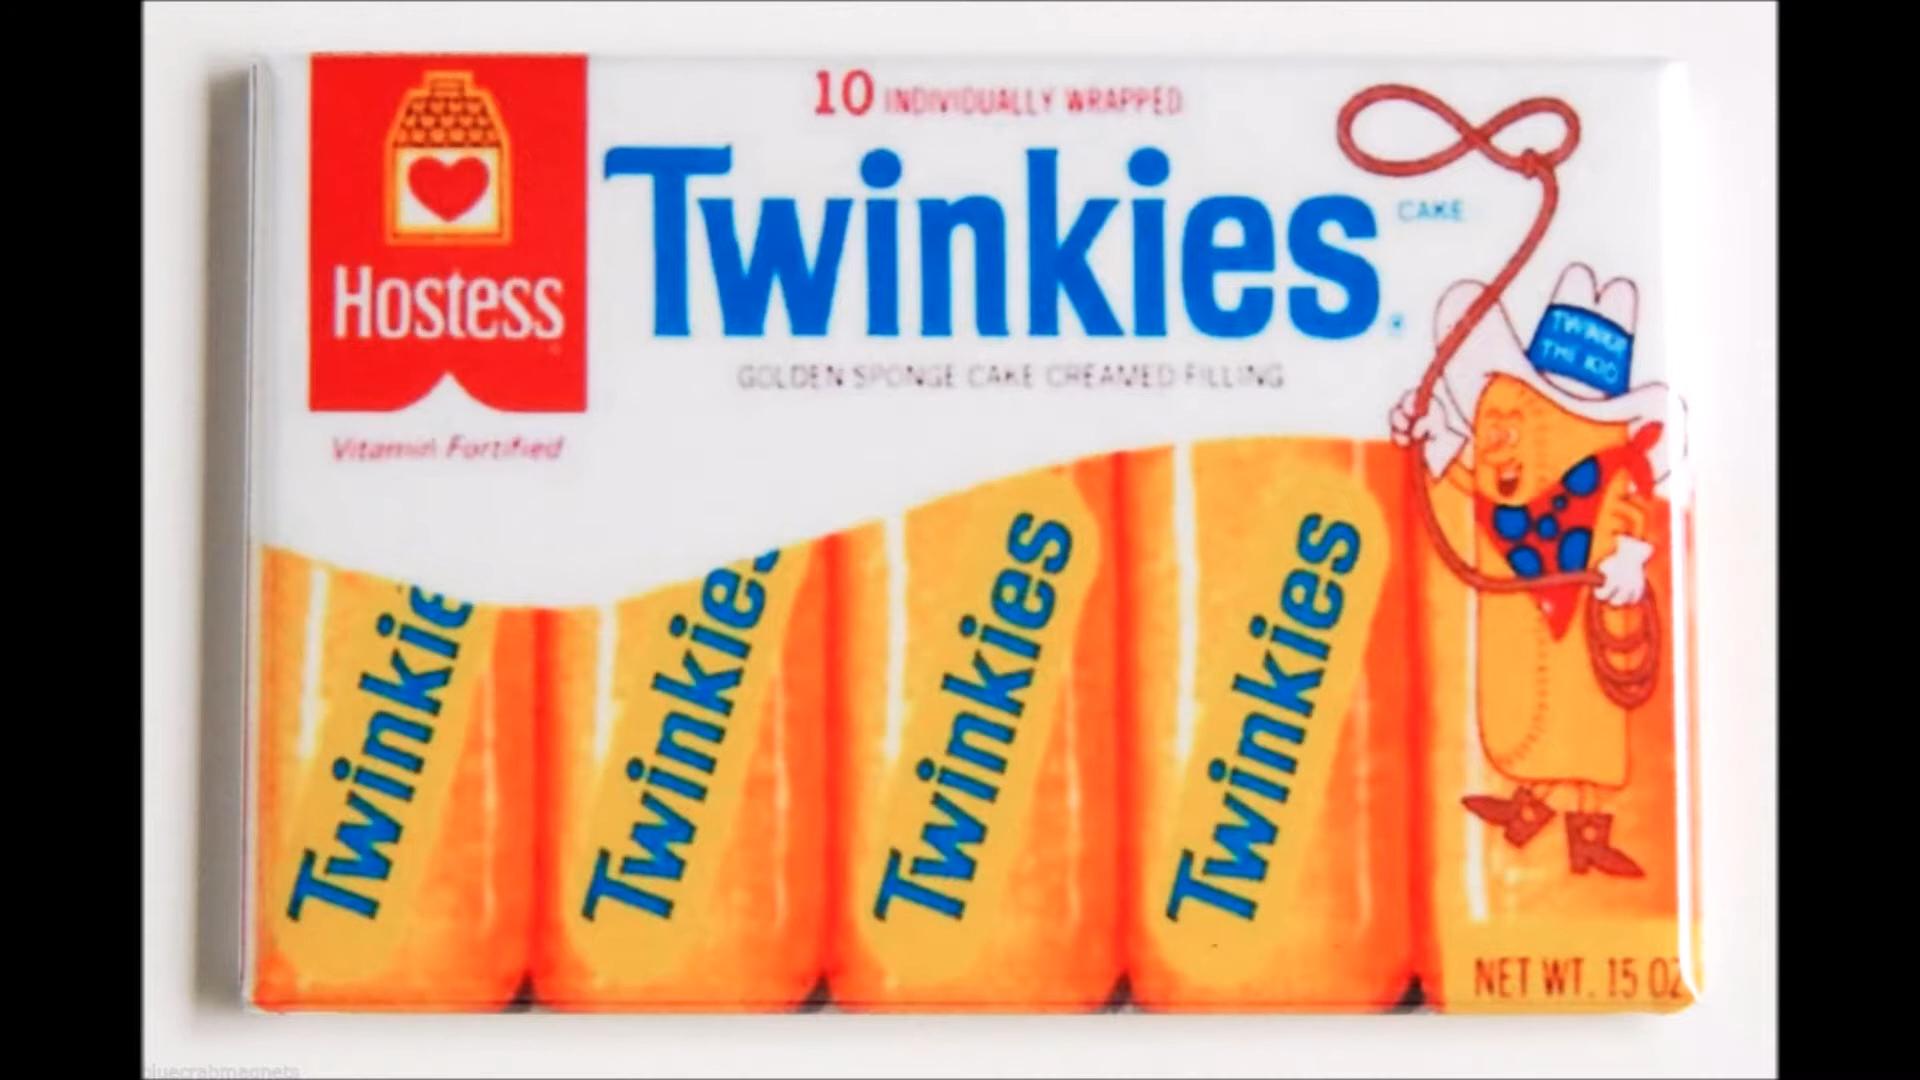 10 INDIVIDUALLY WRAPPED
Twinkies
CAKE
Hostess
GOLDEN SPONGE CAKE CREAMED FILLING
Vitamin Fortified
TWINKIE
THE KID
Twinkie
Twinkies
Twinkies
Twinkies
NET WT. 15 OZ
bluecrabmagnets